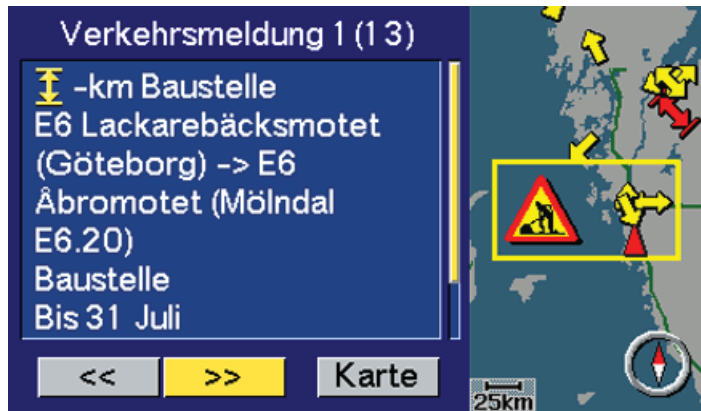 Verkehrsmeldung 1 (13)
-km Baustelle
E6 Lackarebäcksmotet
(Göteborg) -> E6
Åbromotet (Mölndal
E6.20)
Baustelle
Bis 31 Juli
<< >> Karte
25km